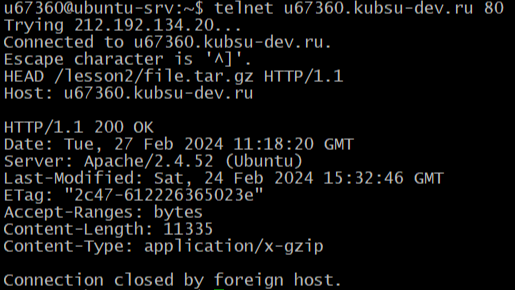 u67360@ubuntu-srv:~$ telnet u67360.kubsu-dev.ru 80
Trying 212.192.134.20...
Connected to u67360.kubsu-dev.ru.
Escape character is '^]'.
HEAD /lesson2/file.tar.gz HTTP/1.1
Host: u67360.kubsu-dev.ru

HTTP/1.1 200 OK
Date: Tue, 27 Feb 2024 11:18:20 GMT
Server: Apache/2.4.52 (Ubuntu)
Last-Modified: Sat, 24 Feb 2024 15:32:46 GMT
ETag: "2c47-612226365023e"
Accept-Ranges: bytes
Content-Length: 11335
Content-Type: application/x-gzip

Connection closed by foreign host.